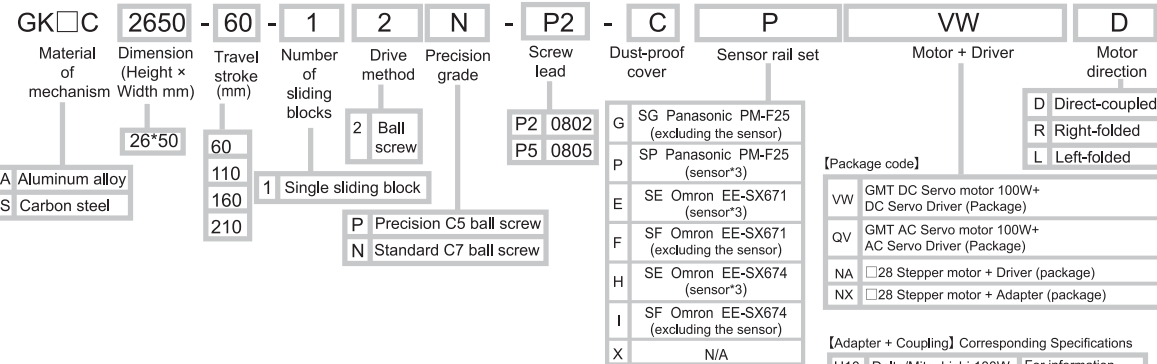 GK□C 2650 - 60 - 1 2 N - P2 - C P VW D
Material of mechanism
Dimension (Height × Width mm)
Travel stroke (mm)
Number of sliding blocks
Drive method
Precision grade
Screw lead
Dust-proof cover
Sensor rail set
Motor + Driver
Motor direction
A Aluminum alloy
S Carbon steel
26*50
60
110
160
210
1 Single sliding block
2 Ball screw
P Precision C5 ball screw
N Standard C7 ball screw
P2 0802
P5 0805
G SG Panasonic PM-F25 (excluding the sensor)
P SP Panasonic PM-F25 (sensor*3)
E SE Omron EE-SX671 (sensor*3)
F SF Omron EE-SX671 (excluding the sensor)
H SE Omron EE-SX674 (sensor*3)
I SF Omron EE-SX674 (excluding the sensor)
X N/A
D Direct-coupled
R Right-folded
L Left-folded
【Package code】
VW GMT DC Servo motor 100W+ DC Servo Driver (Package)
QV GMT AC Servo motor 100W+ AC Servo Driver (Package)
NA □28 Stepper motor + Driver (package)
NX □28 Stepper motor + Adapter (package)
【Adapter + Coupling】 Corresponding Specifications
For information